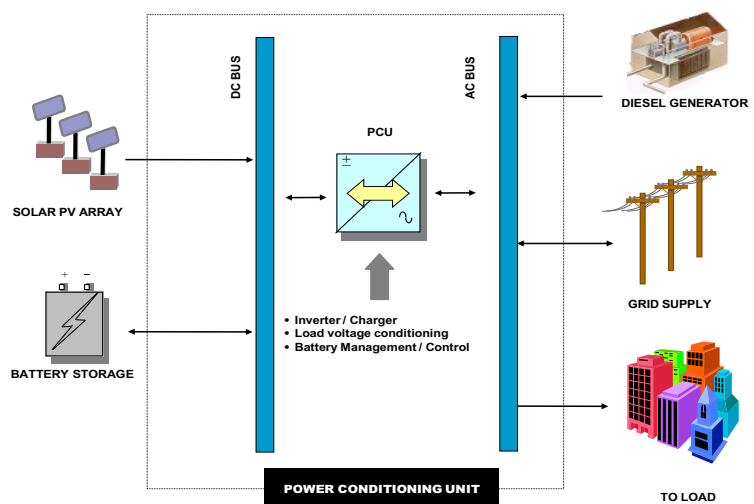 DC BUS
AC BUS
PCU
±
DIESEL GENERATOR
SOLAR PV ARRAY
GRID SUPPLY
+ –
• Inverter / Charger
• Load voltage conditioning
• Battery Management / Control
BATTERY STORAGE
POWER CONDITIONING UNIT
TO LOAD